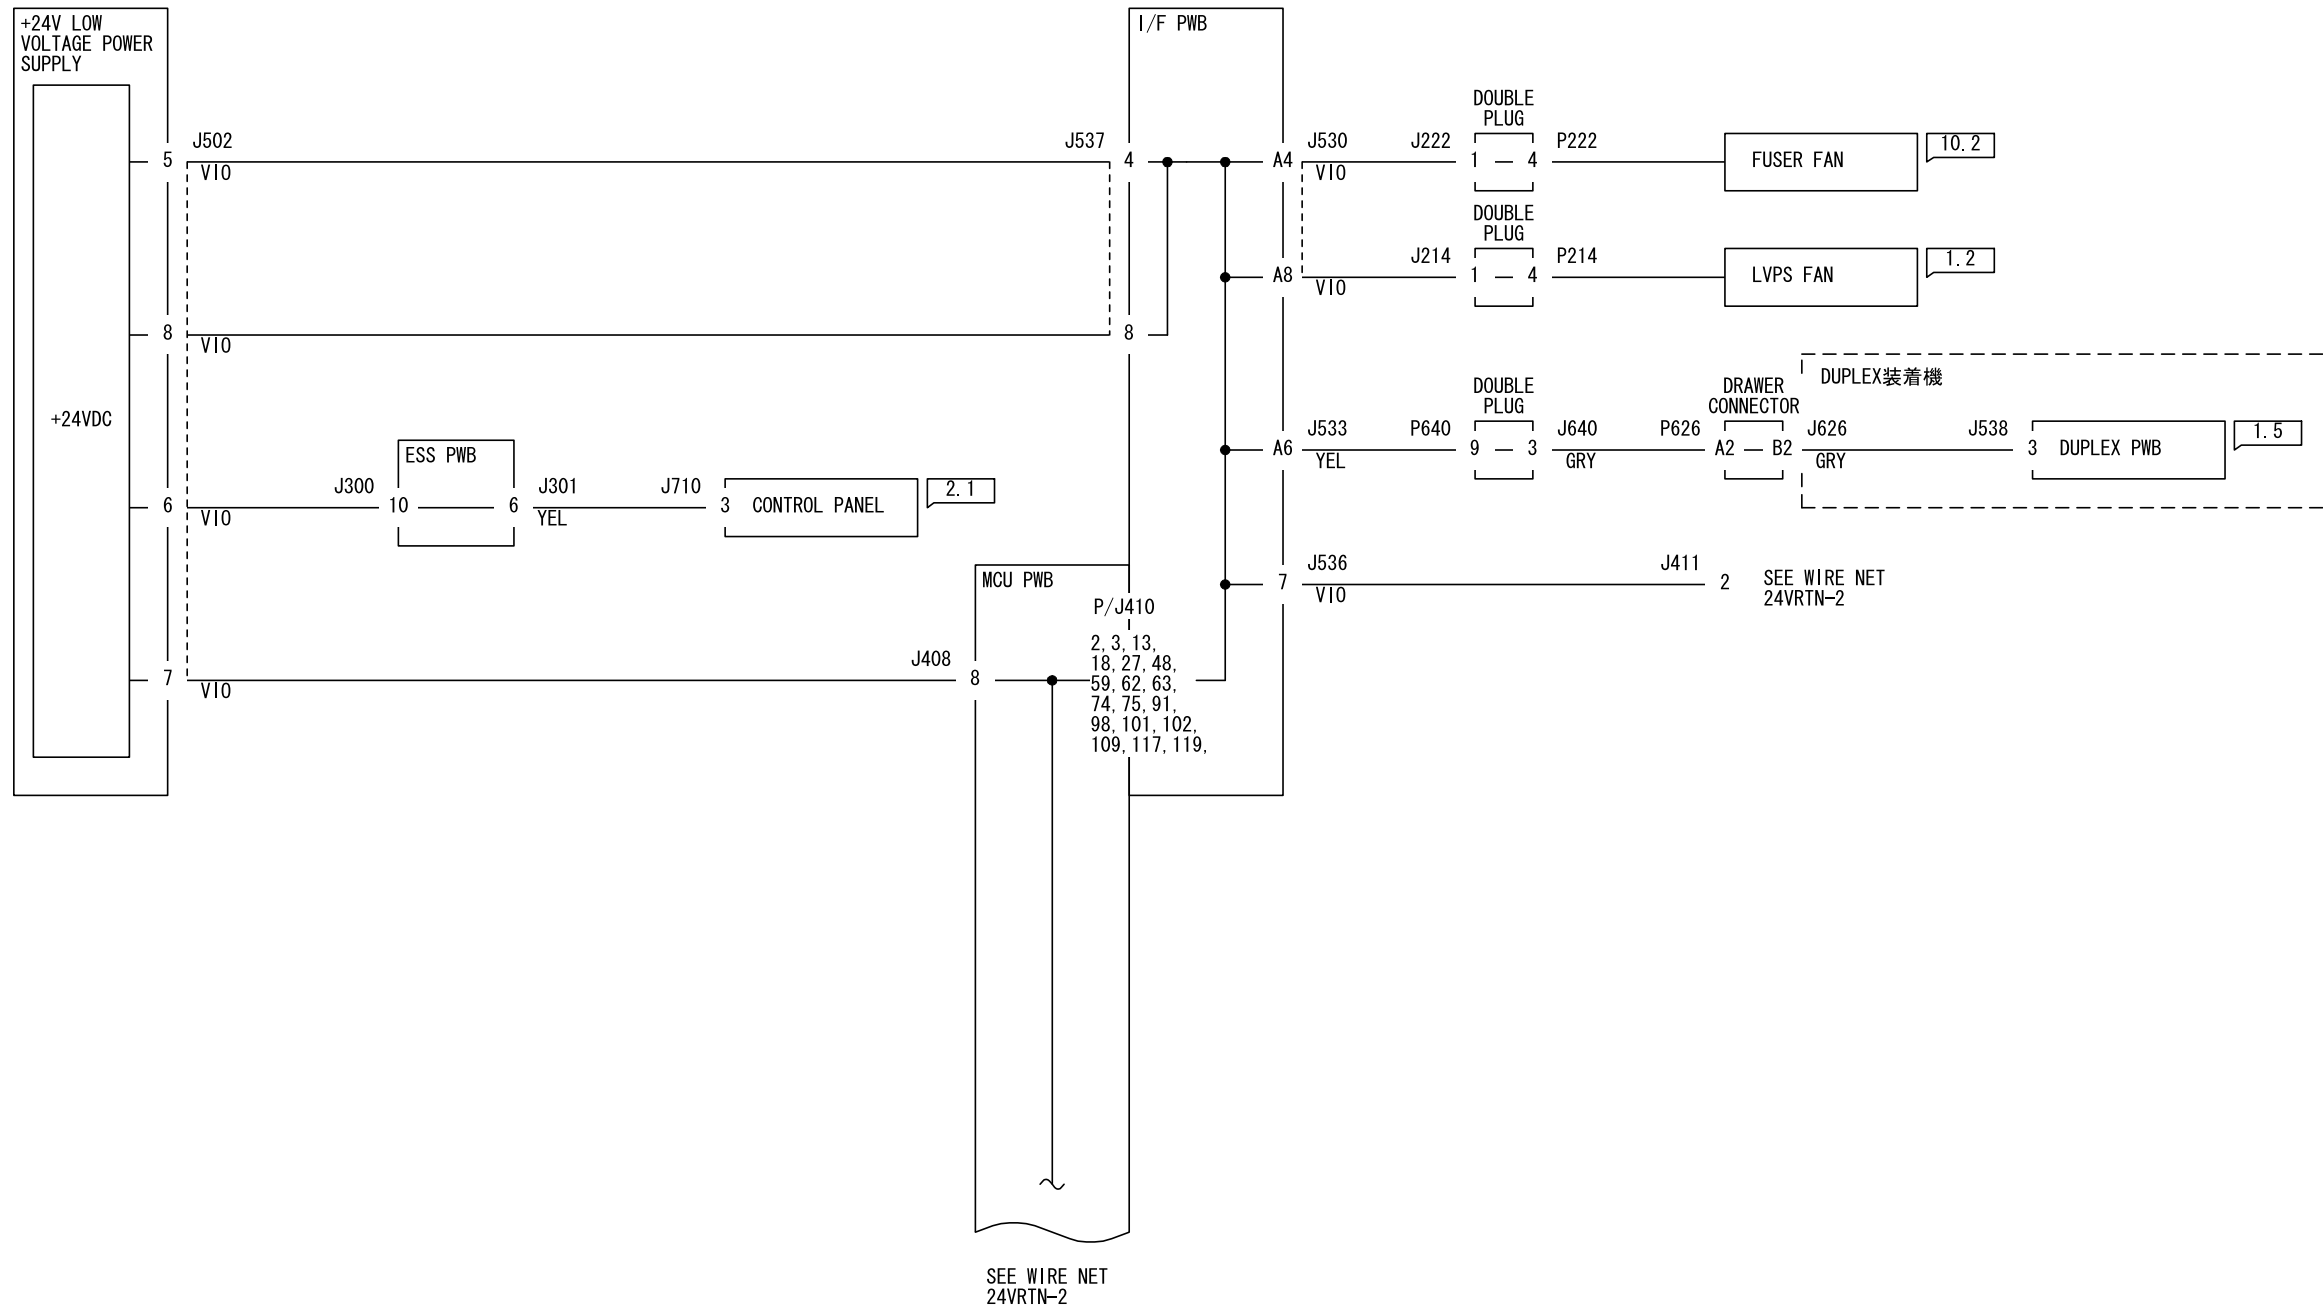 +24V LOW
VOLTAGE POWER
SUPPLY
I/F PWB
DOUBLE
PLUG
J502
J537
J530
J222
P222
10.2
5
4
A4
1
4
FUSER FAN
VIO
VIO
DOUBLE
PLUG
J214
P214
1.2
A8
1
4
LVPS FAN
VIO
8
8
VIO
DUPLEX装着機
DOUBLE
PLUG
DRAWER
CONNECTOR
+24VDC
J533
P640
J640
P626
J626
J538
1.5
A6
9
3
A2
B2
3
DUPLEX PWB
YEL
GRY
GRY
ESS PWB
J300
J301
J710
2.1
6
10
6
3
CONTROL PANEL
VIO
YEL
J536
J411
MCU PWB
7
2
SEE WIRE NET
24VRTN-2
VIO
P/J410
2,3,13,
18,27,48,
59,62,63,
74,75,91,
98,101,102,
109,117,119,
J408
7
8
VIO
SEE WIRE NET
24VRTN-2